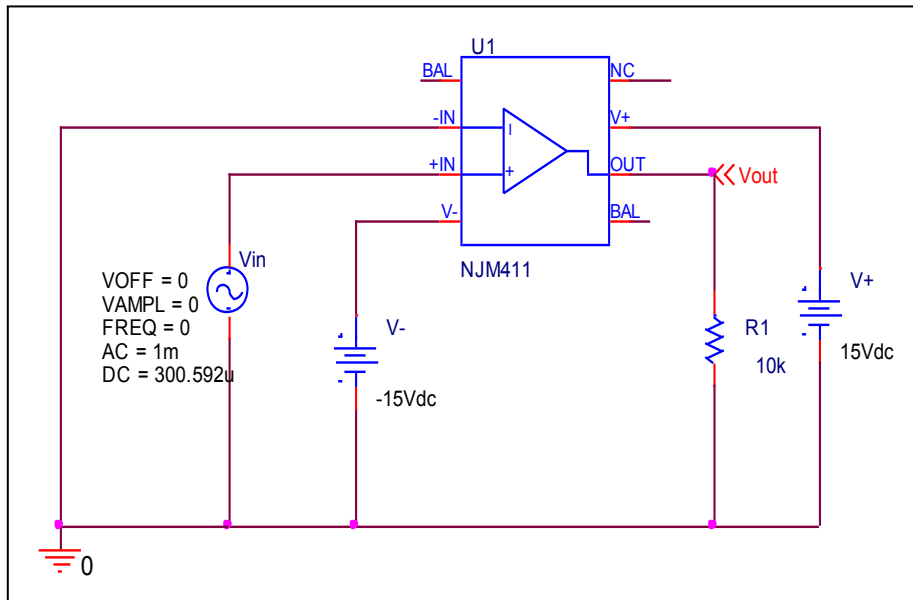 U1
BAL
NC
-IN
V+
+IN
OUT
Vout
V-
BAL
NJM411
Vin
VOFF = 0
VAMPL = 0
FREQ = 0
AC = 1m
DC = 300.592u
V-
-15Vdc
R1
10k
V+
15Vdc
0